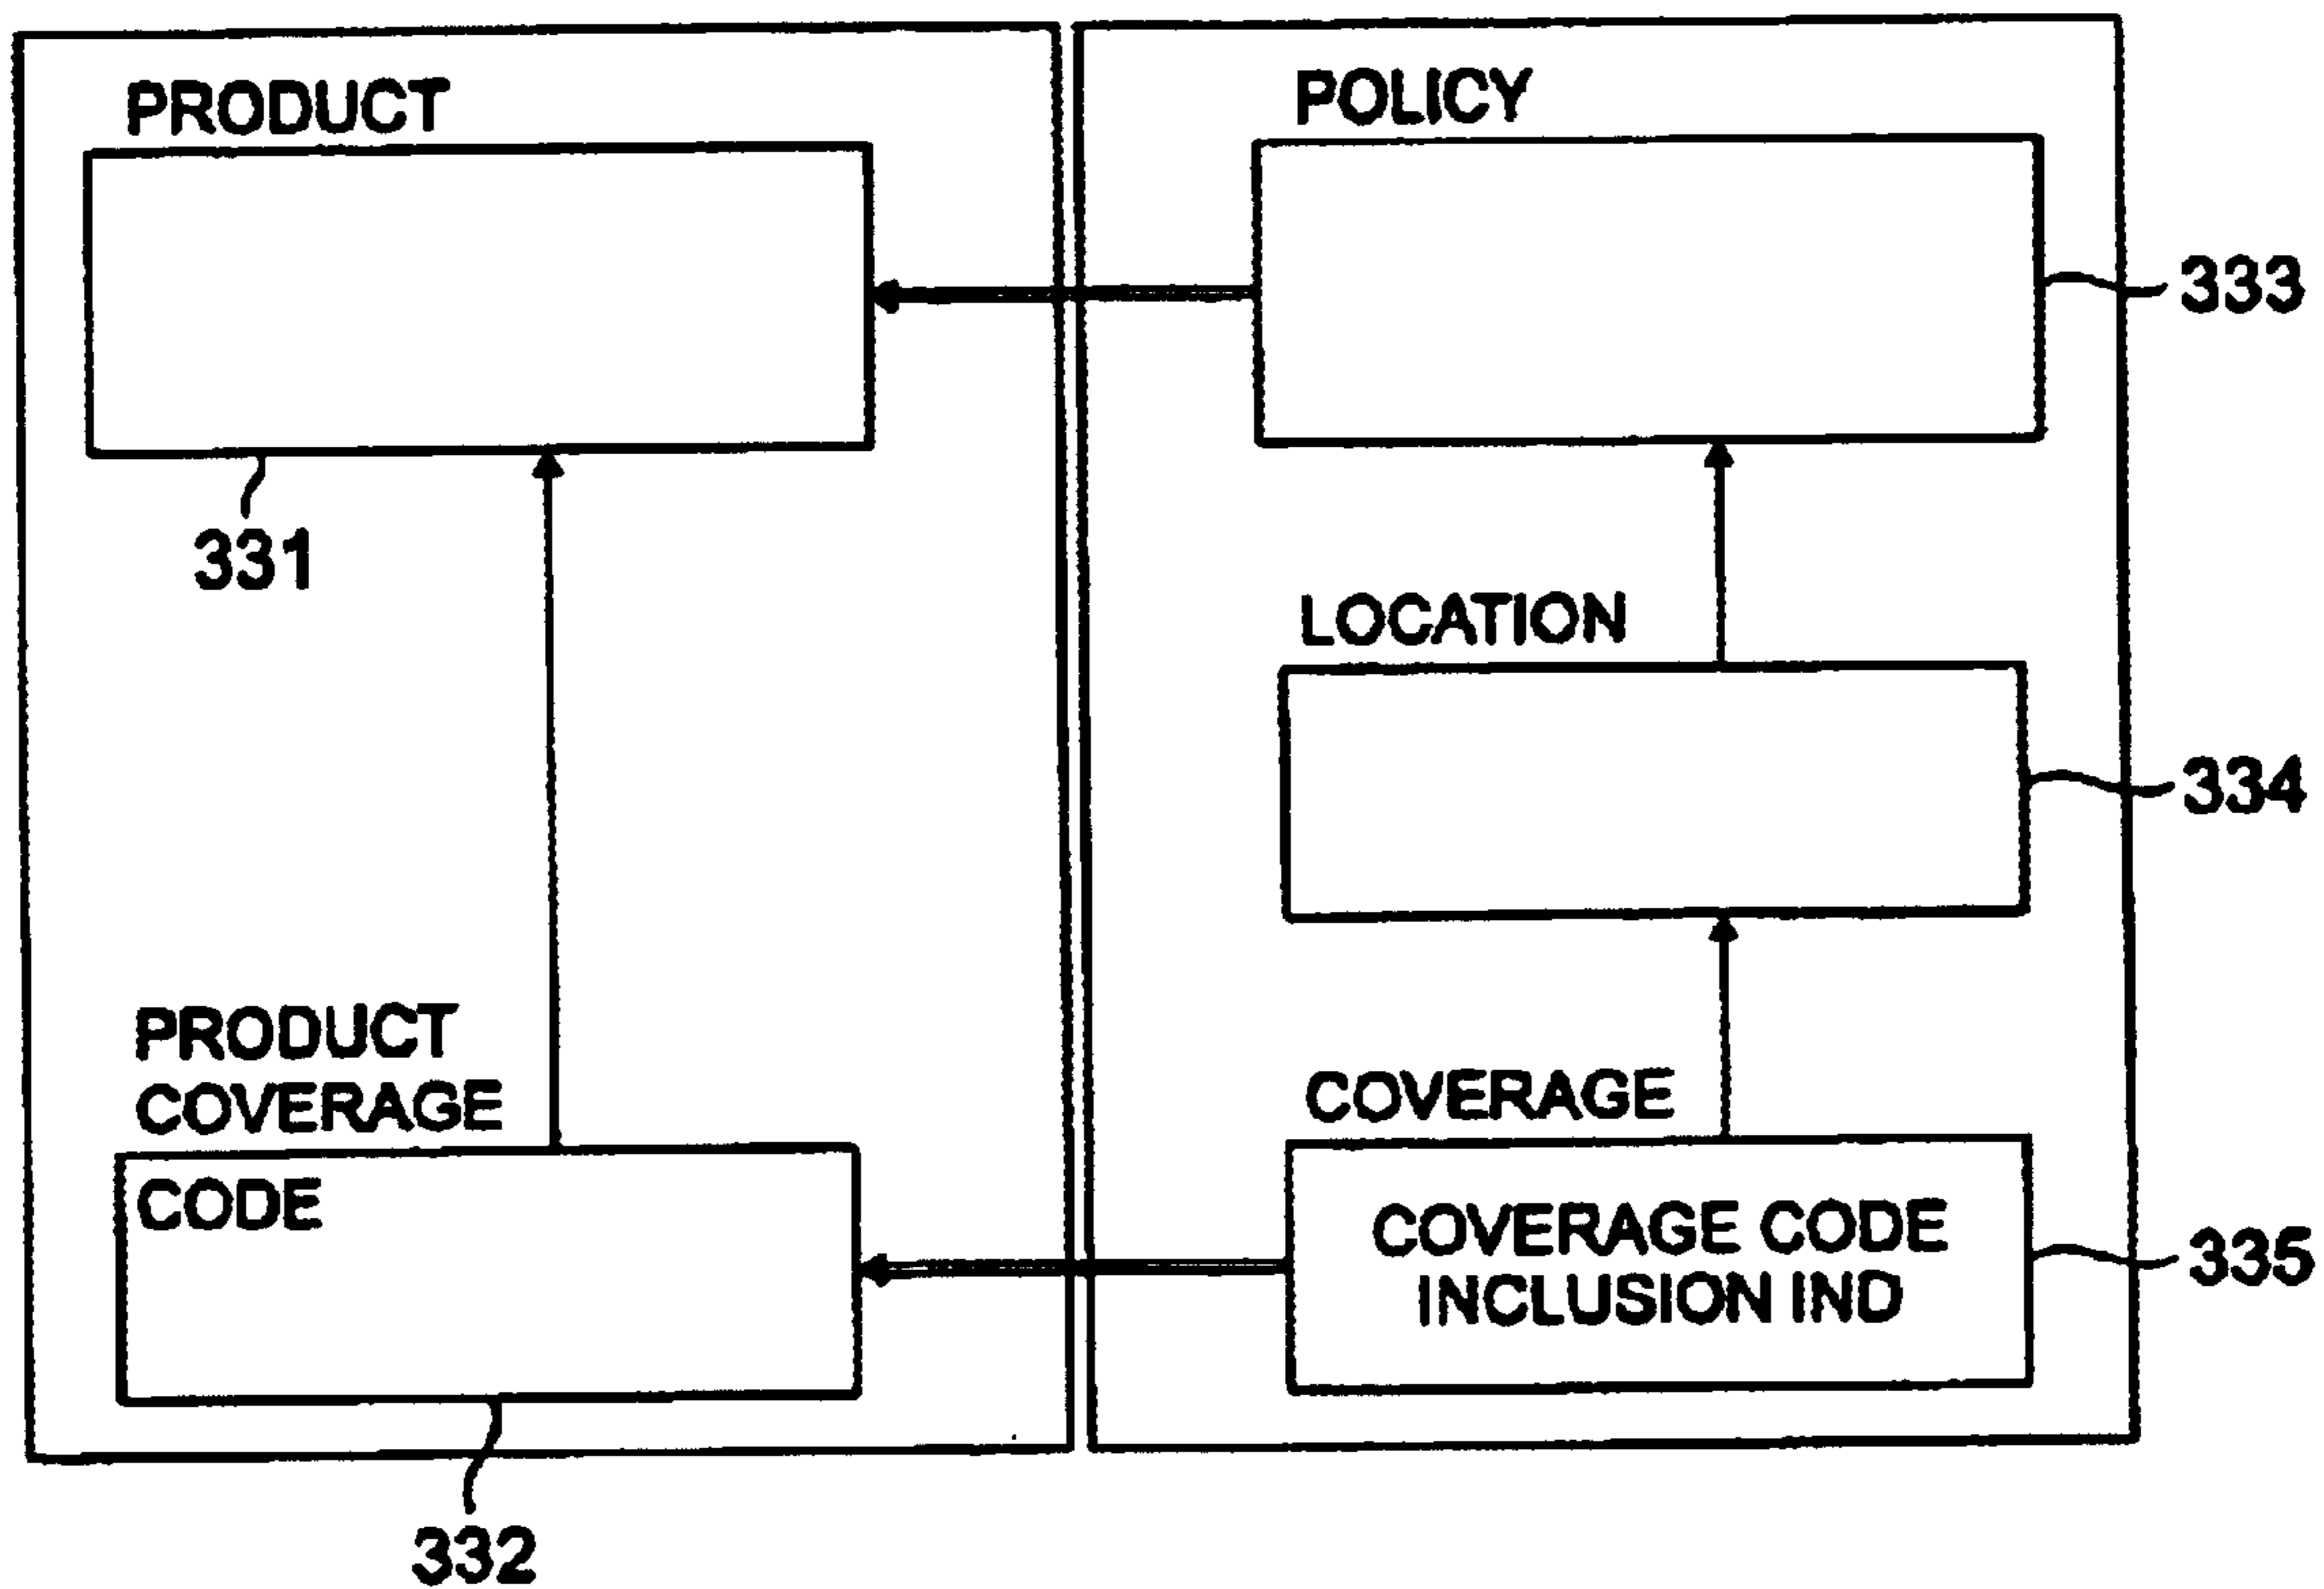 PRODUCT
331
PRODUCT
COVERAGE
CODE
332
POLICY
333
LOCATION
334
COVERAGE
COVERAGE CODE
INCLUSION IND
335